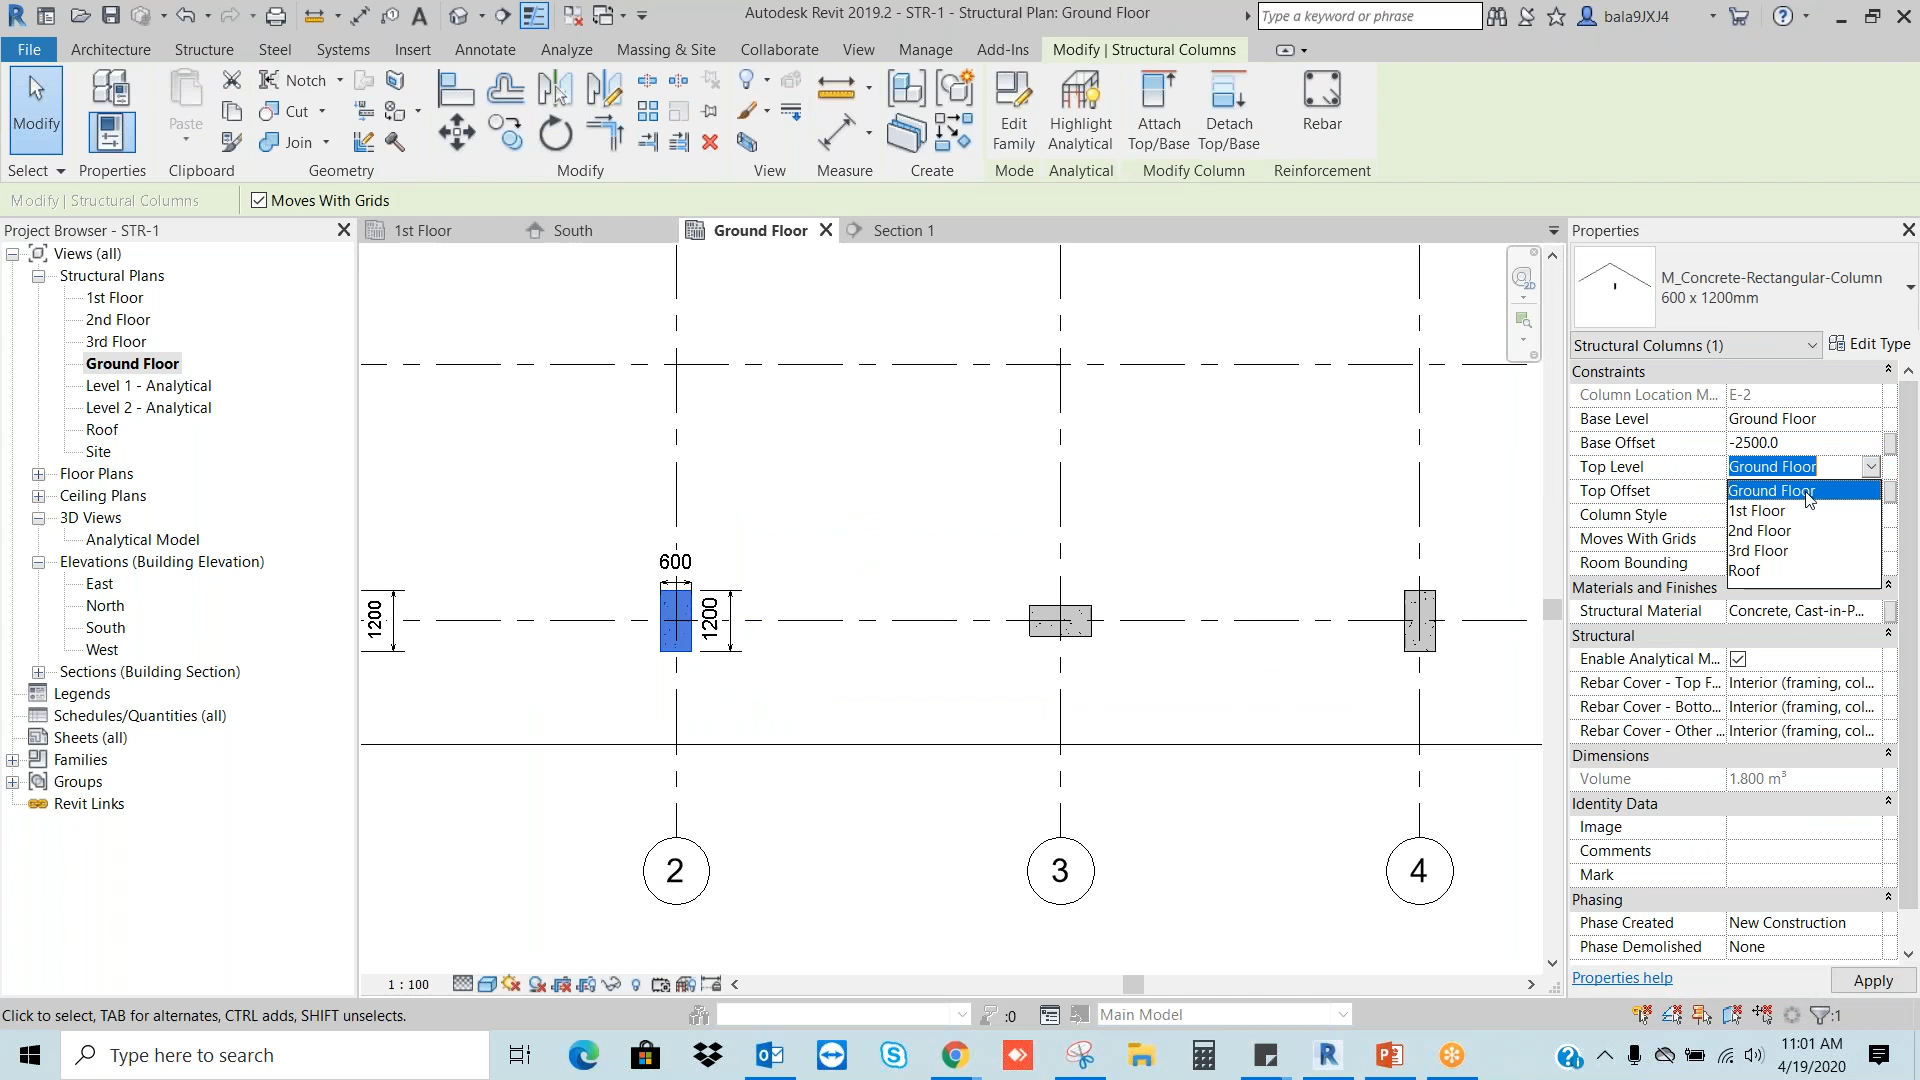 Autodesk Revit 2019.2 - STR-1 - Structural Plan: Ground Floor
Type a keyword or phrase
bala9JXJ4
File
Architecture
Structure
Steel
Systems
Insert
Annotate
Analyze
Massing & Site
Collaborate
View
Manage
Add-Ins
Modify | Structural Columns
Modify
Paste
Notch
Cut
Join
Edit
Family
Highlight
Analytical
Attach
Top/Base
Detach
Top/Base
Rebar
Select
Properties
Clipboard
Geometry
Modify
View
Measure
Create
Mode
Analytical
Modify Column
Reinforcement
Modify | Structural Columns
Moves With Grids
Project Browser - STR-1
Views (all)
Structural Plans
1st Floor
2nd Floor
3rd Floor
Ground Floor
Level 1 - Analytical
Level 2 - Analytical
Roof
Site
Floor Plans
Ceiling Plans
3D Views
Analytical Model
Elevations (Building Elevation)
East
North
South
West
Sections (Building Section)
Legends
Schedules/Quantities (all)
Sheets (all)
Families
Groups
Revit Links
1st Floor
South
Ground Floor
Section 1
2D
600
1200
1200
2
3
4
1 : 100
Properties
M_Concrete-Rectangular-Column
600 x 1200mm
Structural Columns (1)
Edit Type
Constraints
Column Location M... E-2
Base Level Ground Floor
Base Offset -2500.0
Top Level Ground Floor
Top Offset
Column Style
Moves With Grids
Room Bounding
Ground Floor
1st Floor
2nd Floor
3rd Floor
Roof
Materials and Finishes
Structural Material Concrete, Cast-in-P...
Structural
Enable Analytical M...
Rebar Cover - Top F... Interior (framing, col...
Rebar Cover - Botto... Interior (framing, col...
Rebar Cover - Other ... Interior (framing, col...
Dimensions
Volume 1.800 m³
Identity Data
Image
Comments
Mark
Phasing
Phase Created New Construction
Phase Demolished None
Properties help
Apply
Click to select, TAB for alternates, CTRL adds, SHIFT unselects.
:0
Main Model
:1
Type here to search
11:01 AM
4/19/2020